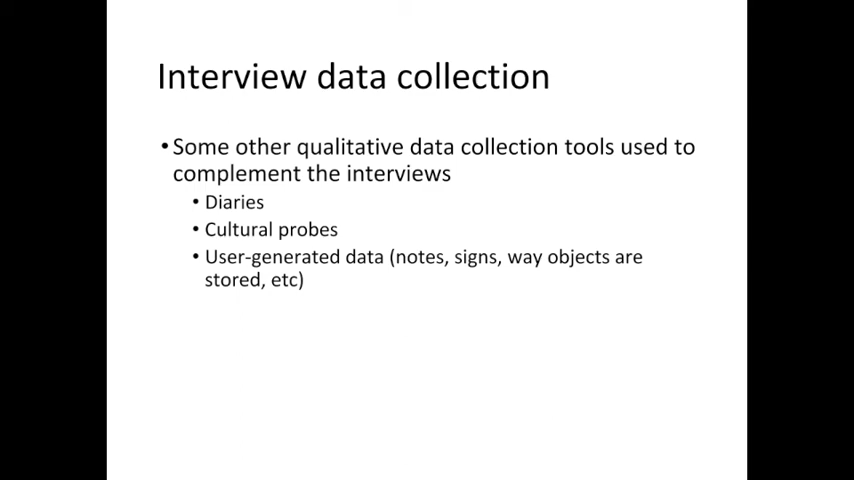 Interview data collection
• Some other qualitative data collection tools used to
complement the interviews
• Diaries
• Cultural probes
• User-generated data (notes, signs, way objects are
stored, etc)